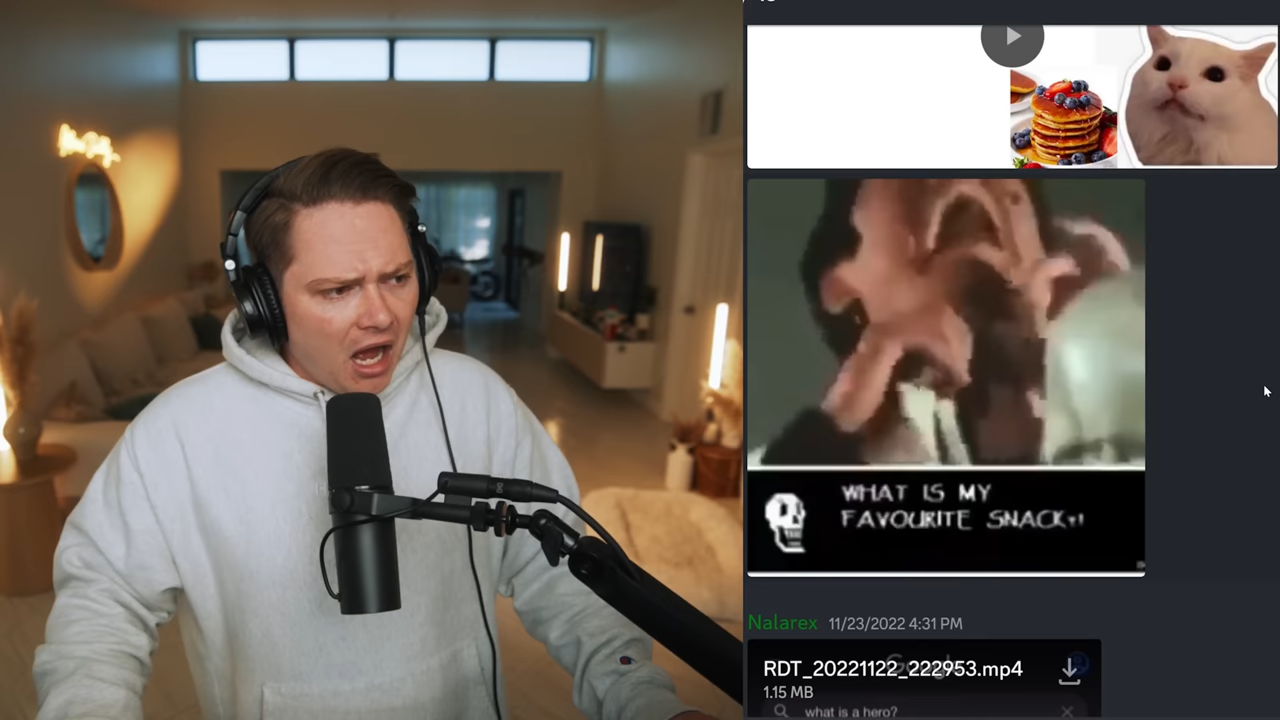 WHAT IS MY
FAVOURITE SNACK?!
Nalarex 11/23/2022 4:31 PM
RDT_20221122_222953.mp4
1.15 MB
what is a hero?